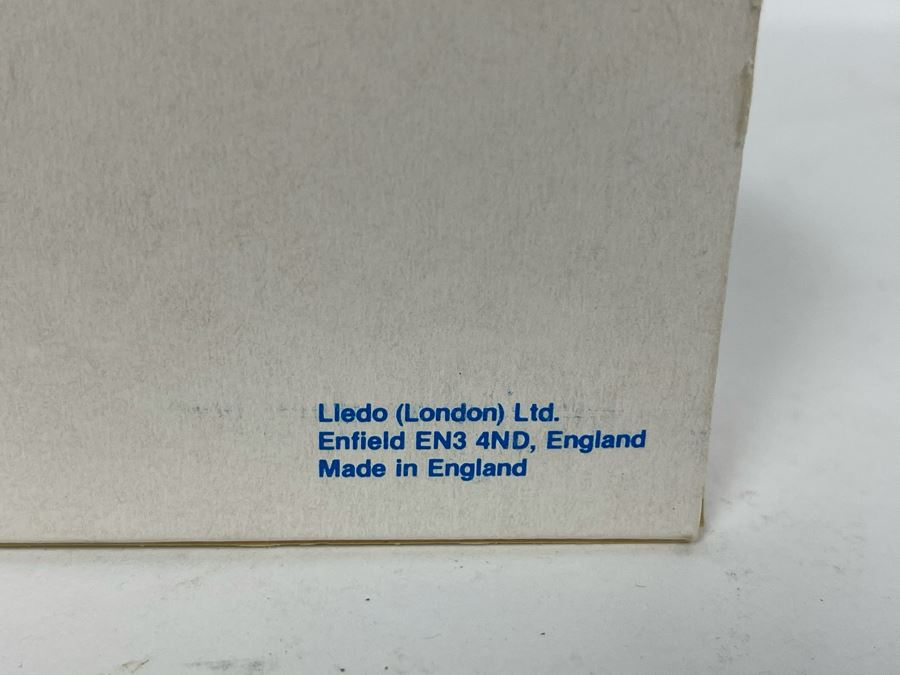 Lledo (London) Ltd.
Enfield EN3 4ND, England
Made in England